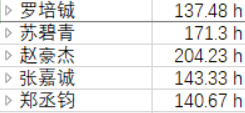 罗培铖 137.48 h
苏碧青 171.3 h
赵豪杰 204.23 h
张嘉诚 143.33 h
郑丞钧 140.67 h